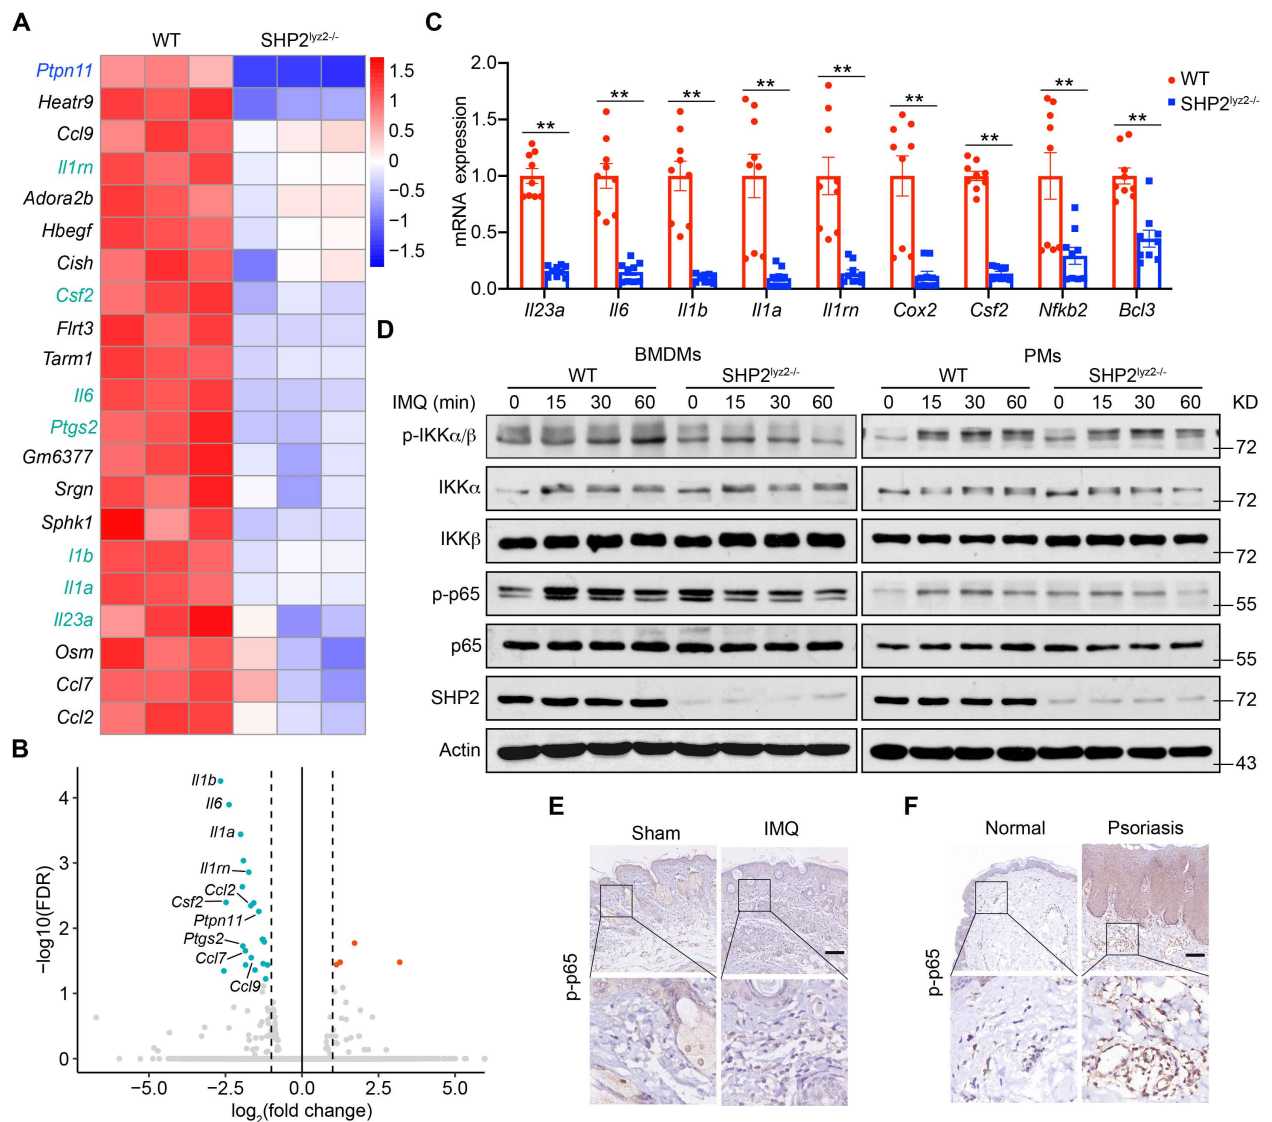 A
WT SHP2lyz2-/-
Ptpn11
Heatr9
Ccl9
Il1rn
Adora2b
Hbegf
Cish
Csf2
Flrt3
Tarm1
Il6
Ptgs2
Gm6377
Srgn
Sphk1
I1b
Il1a
Il23a
Osm
Ccl7
Ccl2
1.5
1
0.5
0
−0.5
−1
−1.5
B
−log10(FDR)
4
3
2
1
0
Il1b
Il6
Il1a
Il1rn
Ccl2
Csf2
Ptpn11
Ptgs2
Ccl7
Ccl9
−5.0 −2.5 0.0 2.5 5.0
log2(fold change)
C
mRNA expression
2.0
1.5
1.0
0.5
0.0
** ** ** ** ** ** ** ** **
WT
SHP2lyz2-/-
Il23a Il6 Il1b Il1a Il1rn Cox2 Csf2 Nfkb2 Bcl3
D
BMDMs PMs
WT SHP2lyz2-/- WT SHP2lyz2-/-
IMQ (min) 0 15 30 60 0 15 30 60 0 15 30 60 0 15 30 60 KD
p-IKKα/β 72
IKKα 72
IKKβ 72
p-p65 55
p65 55
SHP2 72
Actin 43
E
Sham IMQ
p-p65
F
Normal Psoriasis
p-p65